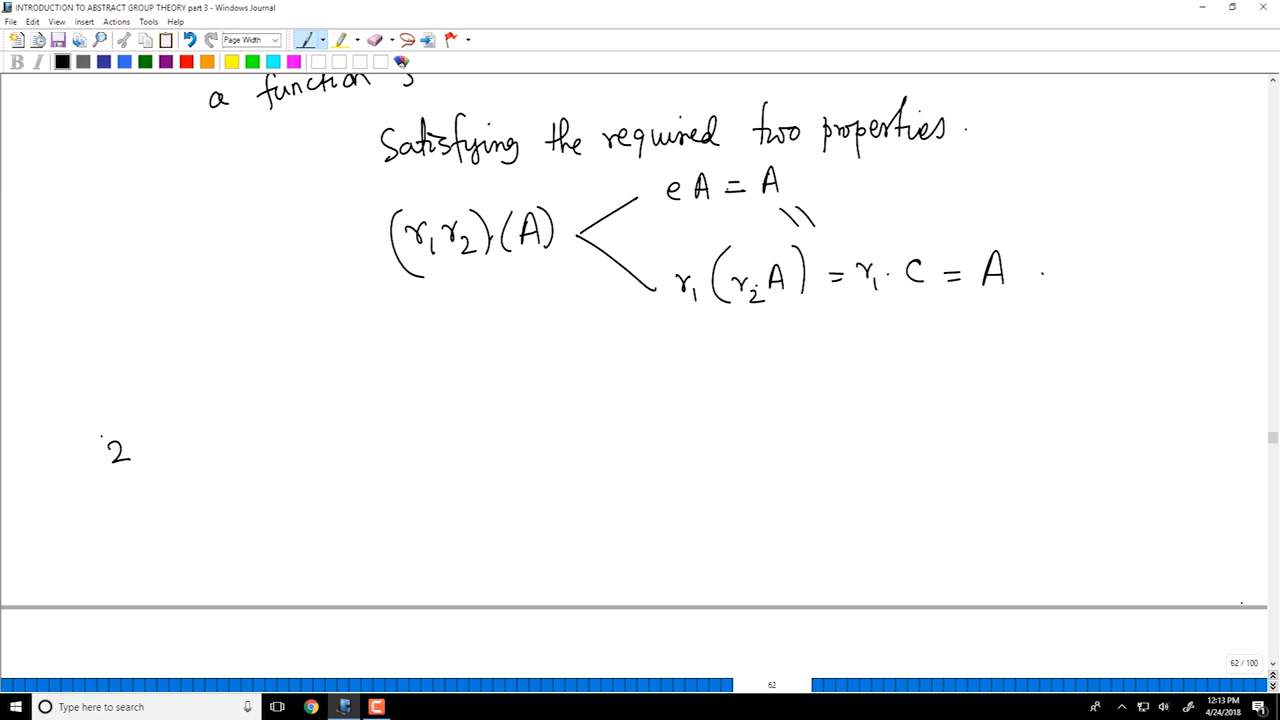 INTRODUCTION TO ABSTRACT GROUP THEORY part 3 - Windows Journal
File Edit View Insert Actions Tools Help
Page Width
B I
a function
Satisfying the required two properties.
eA = A
(r₁r₂)·(A)
r₁(r₂A) = r₁·C = A.
2
62 / 100
62
Type here to search
12:13 PM
4/24/2018